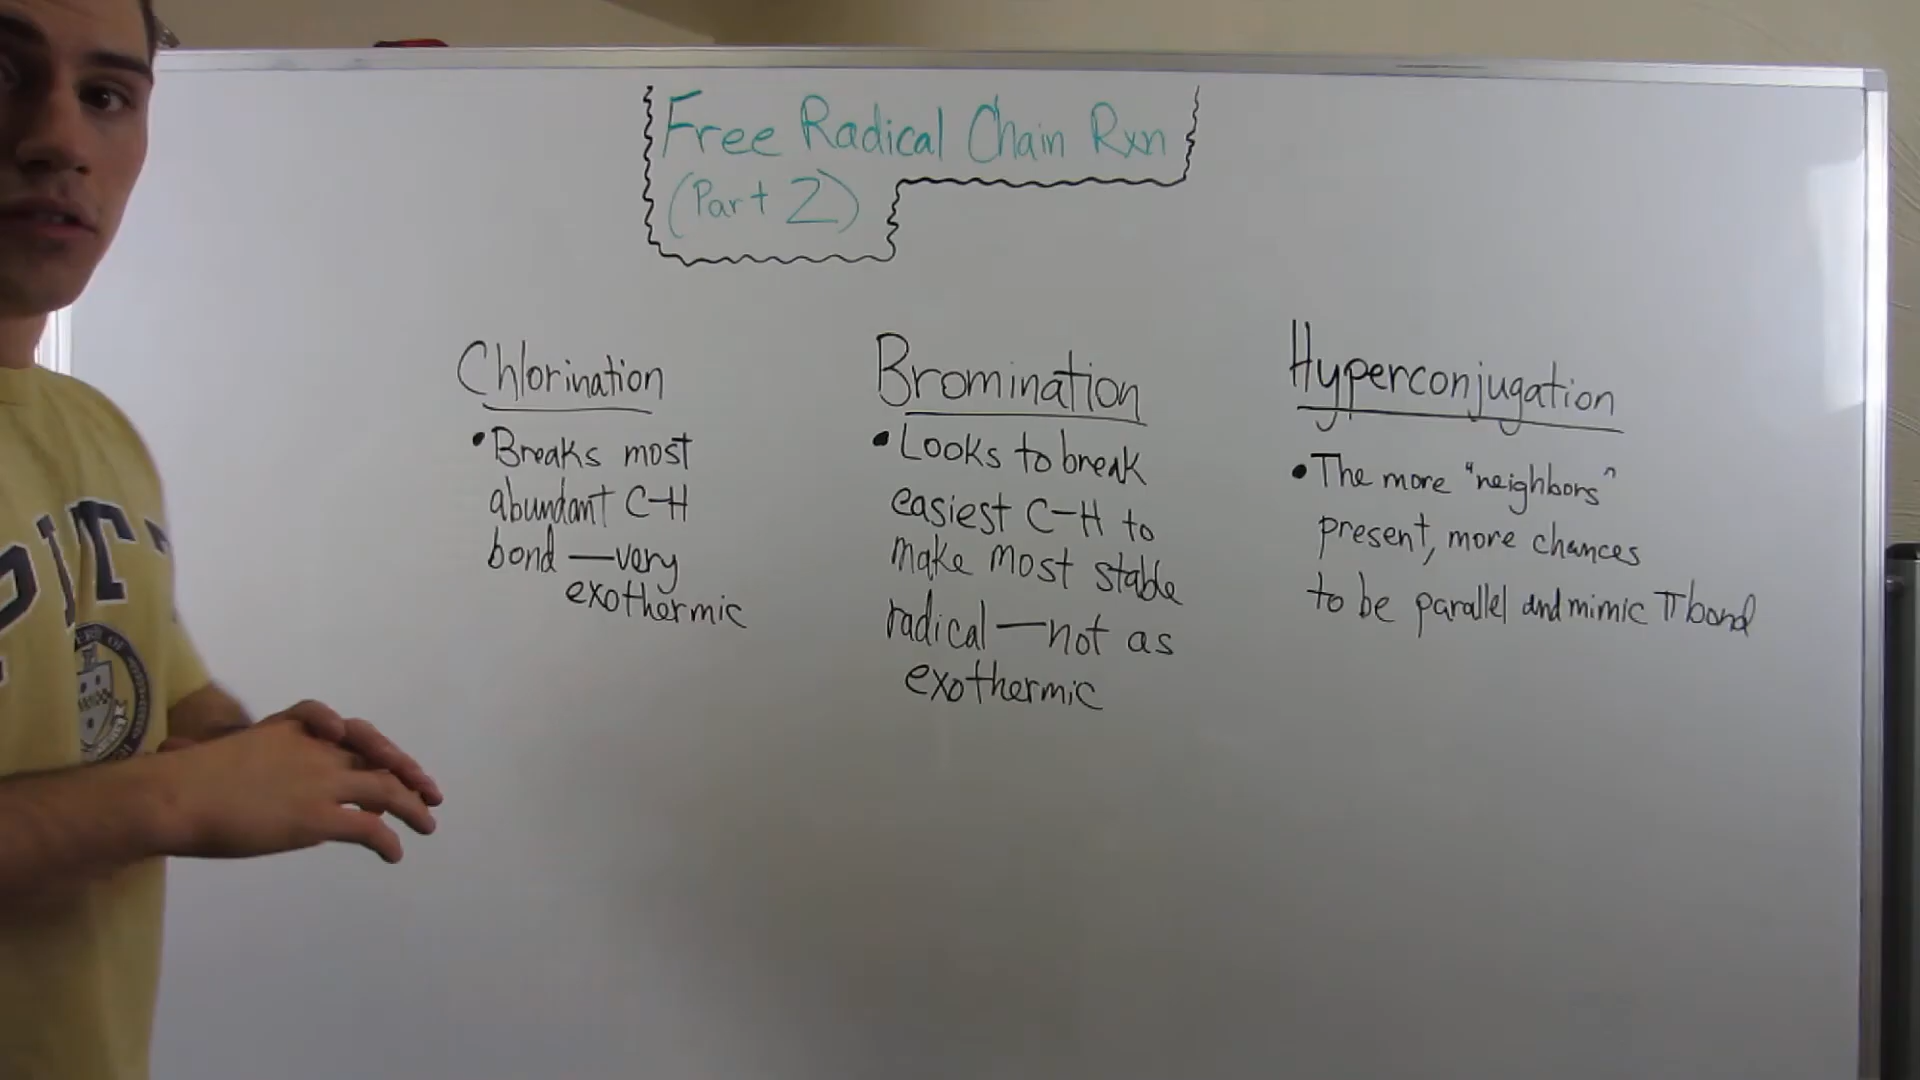 Free Radical Chain Rxn
(Part 2)
Chlorination
• Breaks most
abundant C-H
bond — very
exothermic
Bromination
• Looks to break
easiest C-H to
make most stable
radical — not as
exothermic
Hyperconjugation
• The more "neighbors"
present, more chances
to be parallel and mimic π bond
PITT